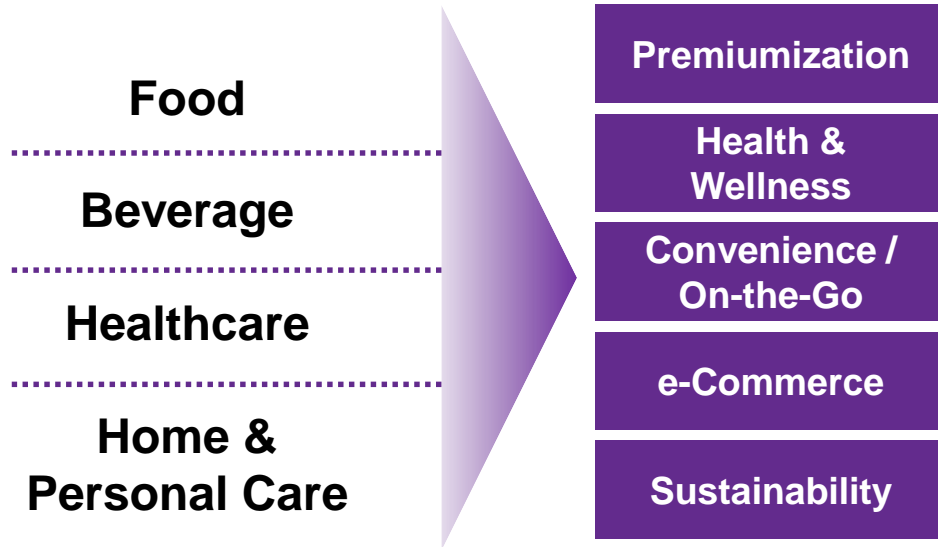 Food
Beverage
Healthcare
Home &
Personal Care
Premiumization
Health &
Wellness
Convenience /
On-the-Go
e-Commerce
Sustainability